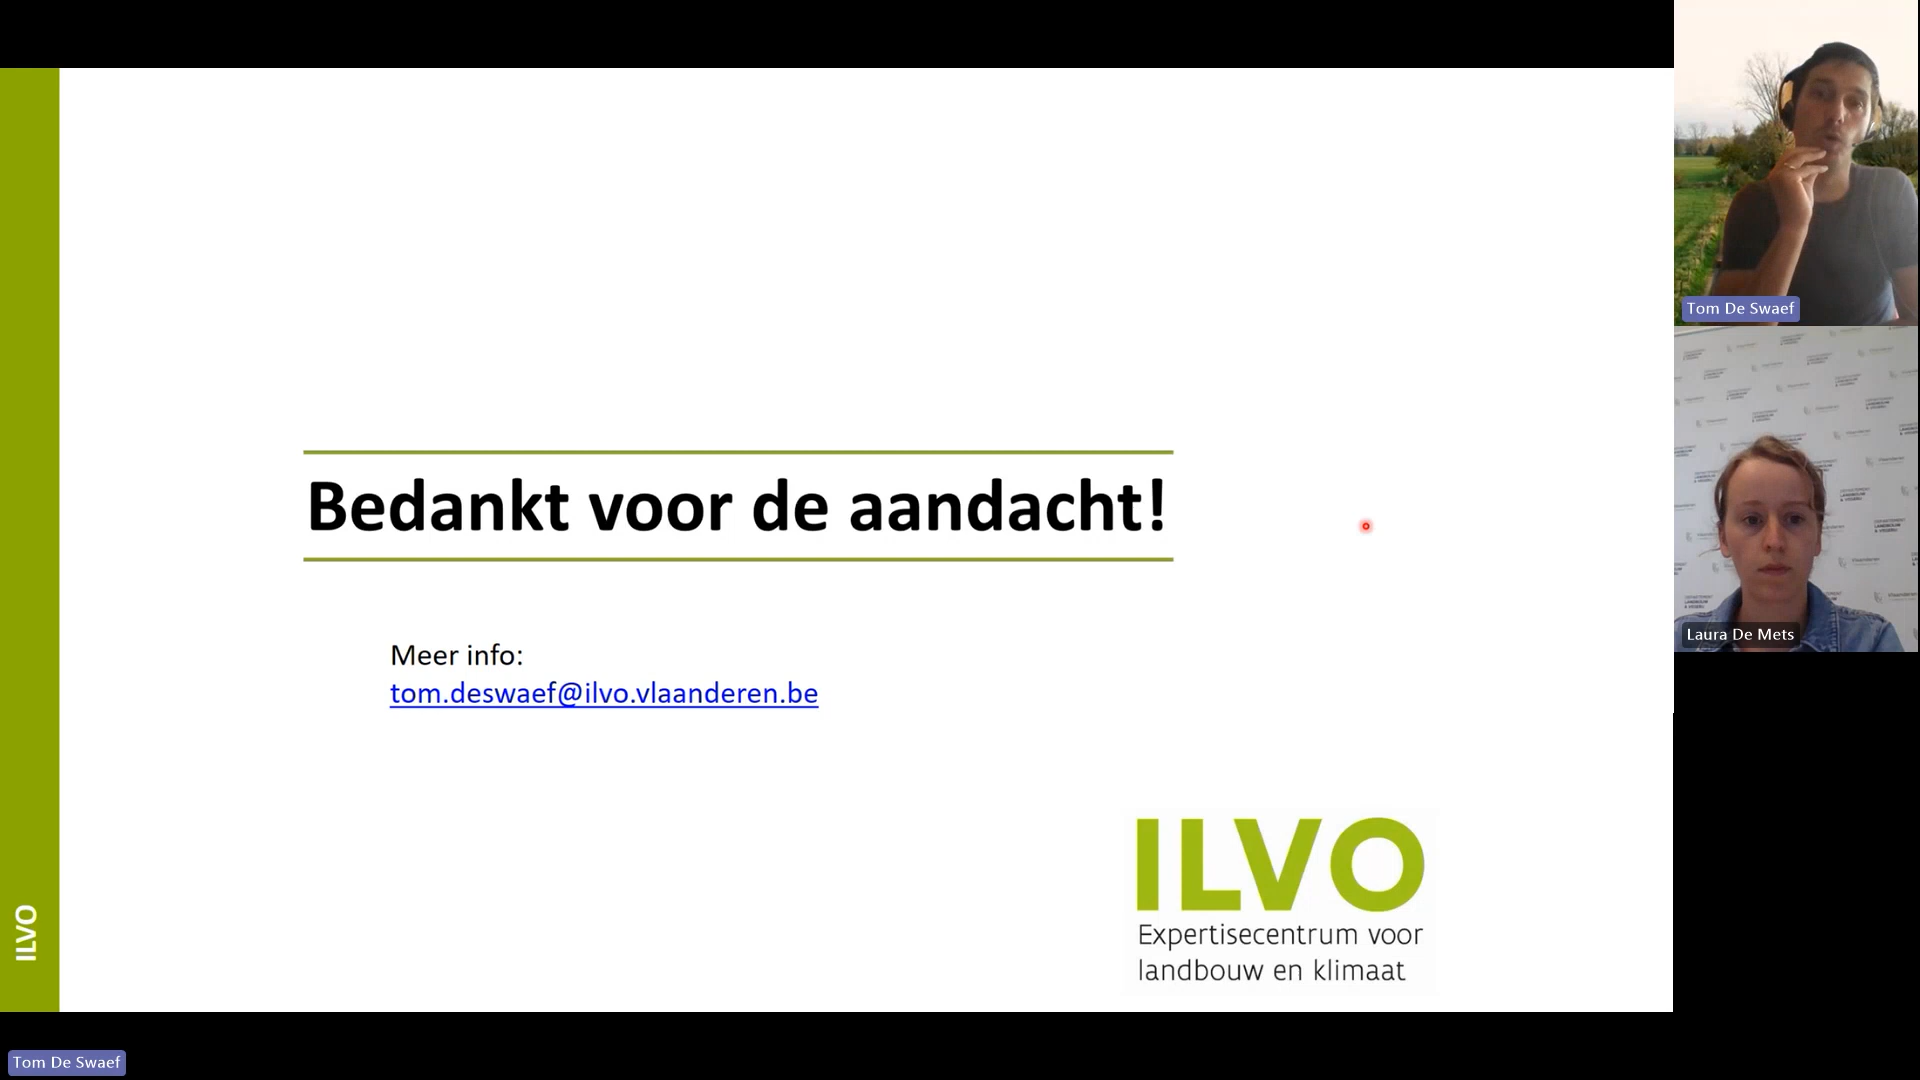 Bedankt voor de aandacht!
Meer info:
tom.deswaef@ilvo.vlaanderen.be
ILVO
Expertisecentrum voor
landbouw en klimaat
ILVO
Tom De Swaef
Laura De Mets
Tom De Swaef